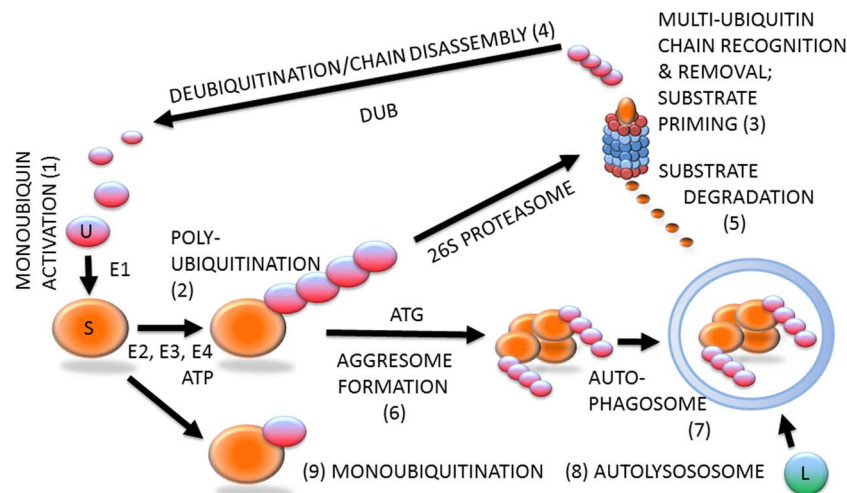 MULTI-UBIQUITIN
CHAIN RECOGNITION
& REMOVAL;
SUBSTRATE
PRIMING (3)
DEUBIQUITINATION/CHAIN DISASSEMBLY (4)
DUB
SUBSTRATE
DEGRADATION
(5)
MONOUBIQUIN
ACTIVATION (1)
U
E1
POLY-
UBIQUITINATION
(2)
26S PROTEASOME
S
E2, E3, E4
ATP
ATG
AGGRESOME
FORMATION
(6)
AUTO-
PHAGOSOME
(7)
(9) MONOUBIQUITINATION
(8) AUTOLYSOSOSOME
L